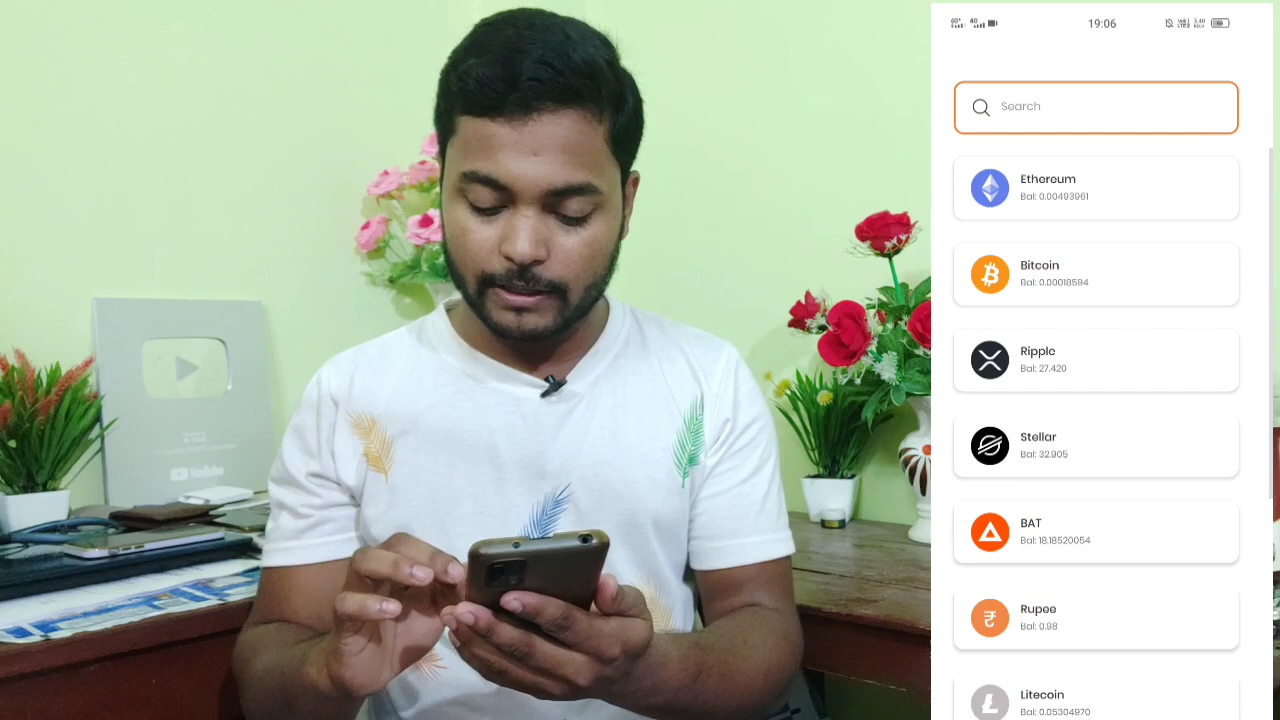 19:06
Search
Ethereum
Bal: 0.00493961
Bitcoin
Bal: 0.00018594
Ripple
Bal: 27.420
Stellar
Bal: 32.905
BAT
Bal: 18.18520054
Rupee
Bal: 0.98
Litecoin
Bal: 0.05304970
YouTube